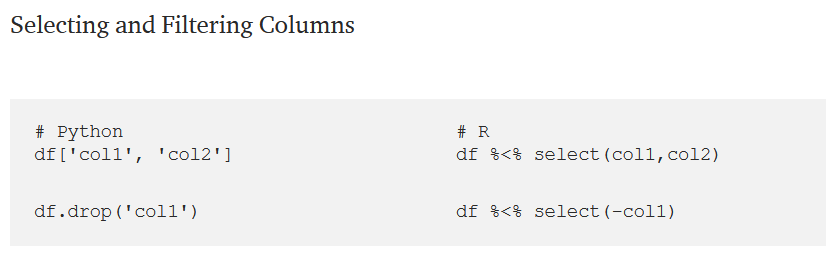 Selecting and Filtering Columns
# Python
df['col1', 'col2']
df.drop('col1')
# R
df %<% select(col1,col2)
df %<% select(-col1)